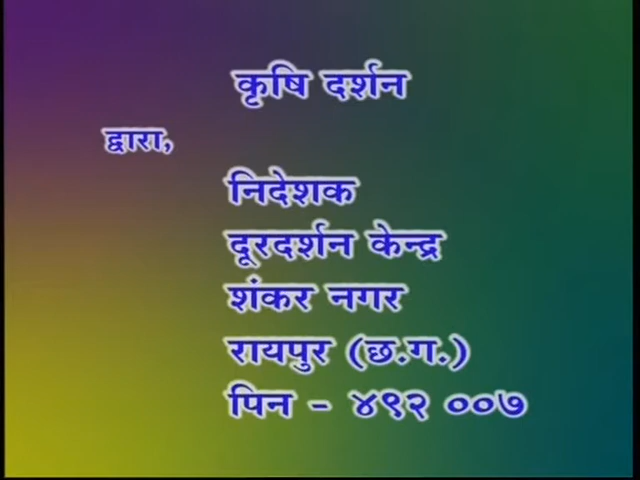 कृषि दर्शन
द्वारा,
निदेशक
दूरदर्शन केन्द्र
शंकर नगर
रायपुर (छ.ग.)
पिन - ४९२ ००७